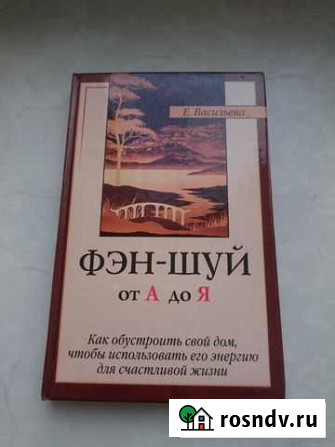 Е. Васильева
ФЭН-ШУЙ
от А до Я
Как обустроить свой дом,
чтобы использовать его энергию
для счастливой жизни
rosndv.ru